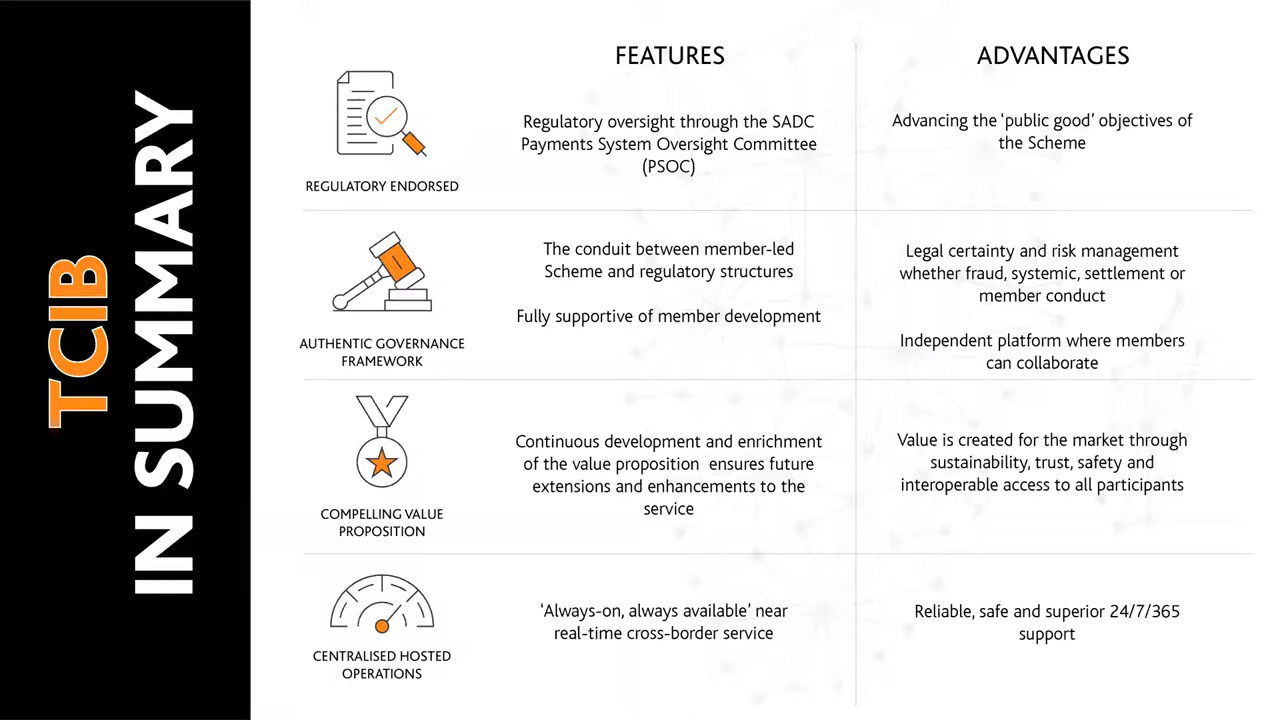 TCIB
IN SUMMARY
FEATURES
ADVANTAGES
REGULATORY ENDORSED
Regulatory oversight through the SADC
Payments System Oversight Committee
(PSOC)
Advancing the ‘public good’ objectives of
the Scheme
AUTHENTIC GOVERNANCE
FRAMEWORK
The conduit between member-led
Scheme and regulatory structures
Fully supportive of member development
Legal certainty and risk management
whether fraud, systemic, settlement or
member conduct
Independent platform where members
can collaborate
COMPELLING VALUE
PROPOSITION
Continuous development and enrichment
of the value proposition  ensures future
extensions and enhancements to the
service
Value is created for the market through
sustainability, trust, safety and
interoperable access to all participants
CENTRALISED HOSTED
OPERATIONS
‘Always-on, always available’ near
real-time cross-border service
Reliable, safe and superior 24/7/365
support